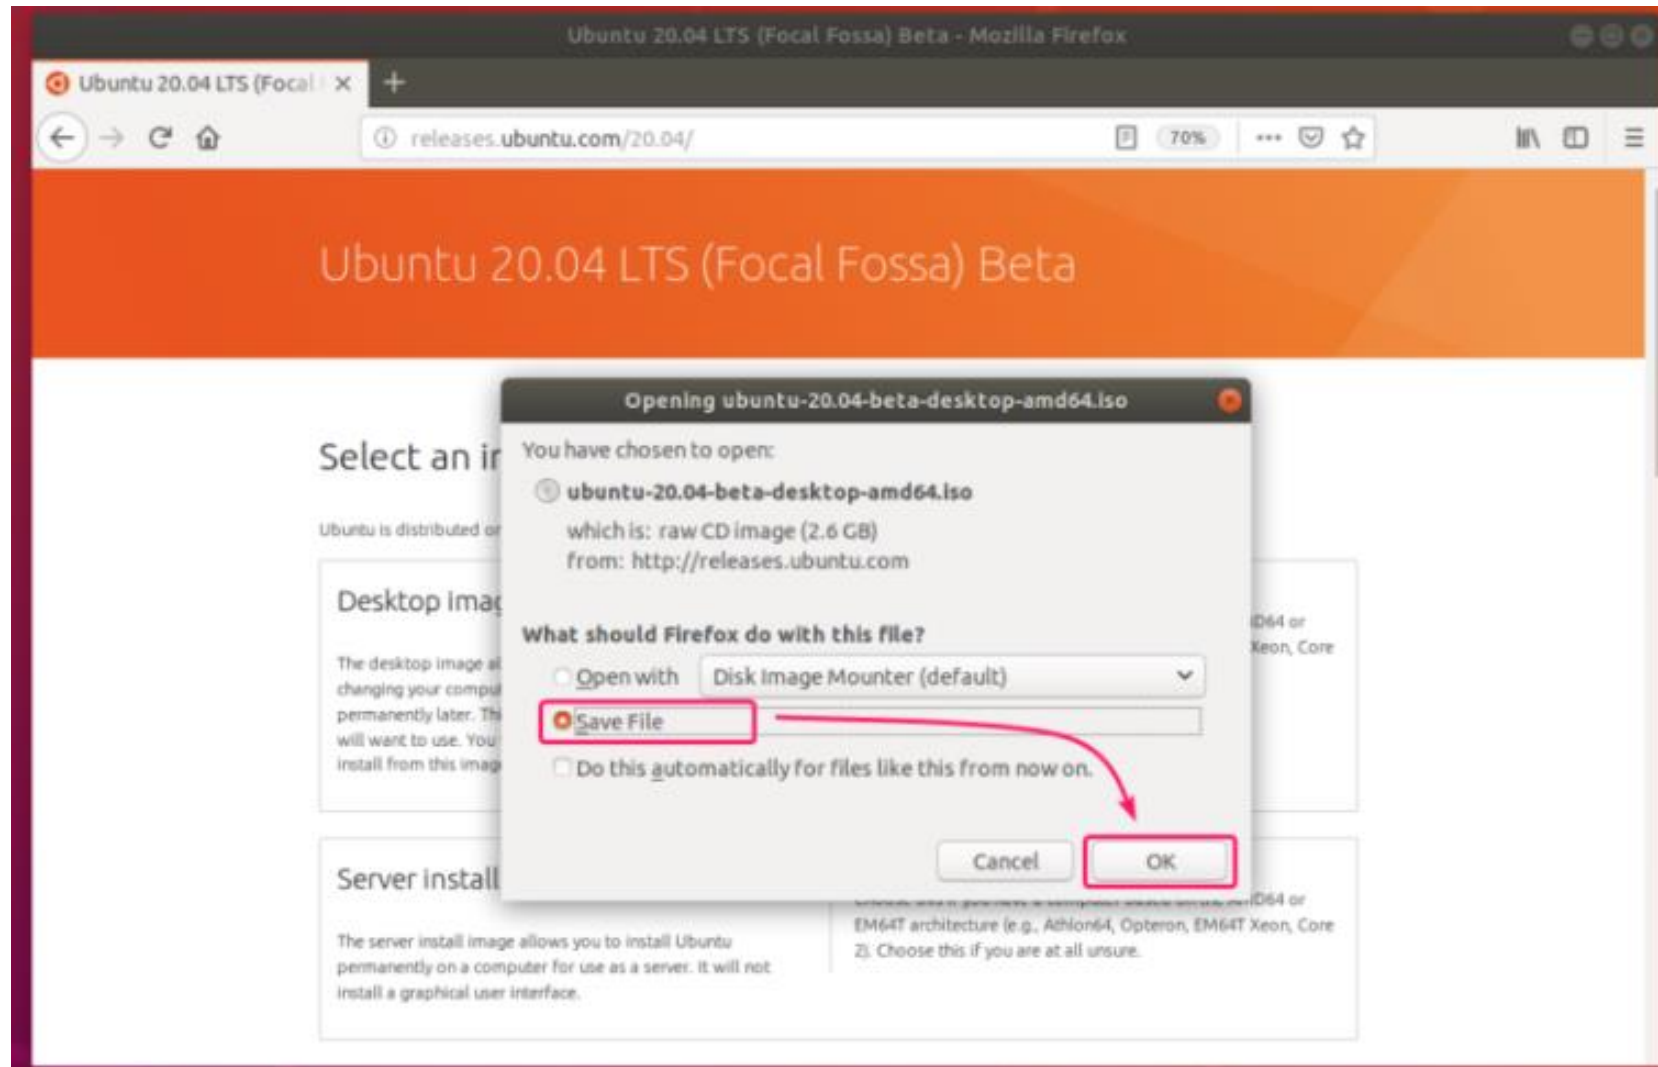 Ubuntu 20.04 LTS (Focal Fossa) Beta - Mozilla Firefox
Ubuntu 20.04 LTS (Focal
releases.ubuntu.com/20.04/
70%
Ubuntu 20.04 LTS (Focal Fossa) Beta
Opening ubuntu-20.04-beta-desktop-amd64.iso
Select an
You have chosen to open:
ubuntu-20.04-beta-desktop-amd64.iso
Ubuntu is distributed
which is: raw CD image (2.6 GB)
from: http://releases.ubuntu.com
Desktop
What should Firefox do with this file?
D64 or
Xeon, Core
The desktop image
changing your
permanently later.
will want to use. You
install from this
Open with
Disk Image Mounter (default)
Save File
Do this automatically for files like this from now on.
Cancel
OK
Server install
The server install image allows you to install Ubuntu
permanently on a computer for use as a server. It will not
install a graphical user interface.
D64 or
EM64T architecture (e.g., Athlon64, Opteron, EM64T Xeon, Core
2). Choose this if you are at all unsure.